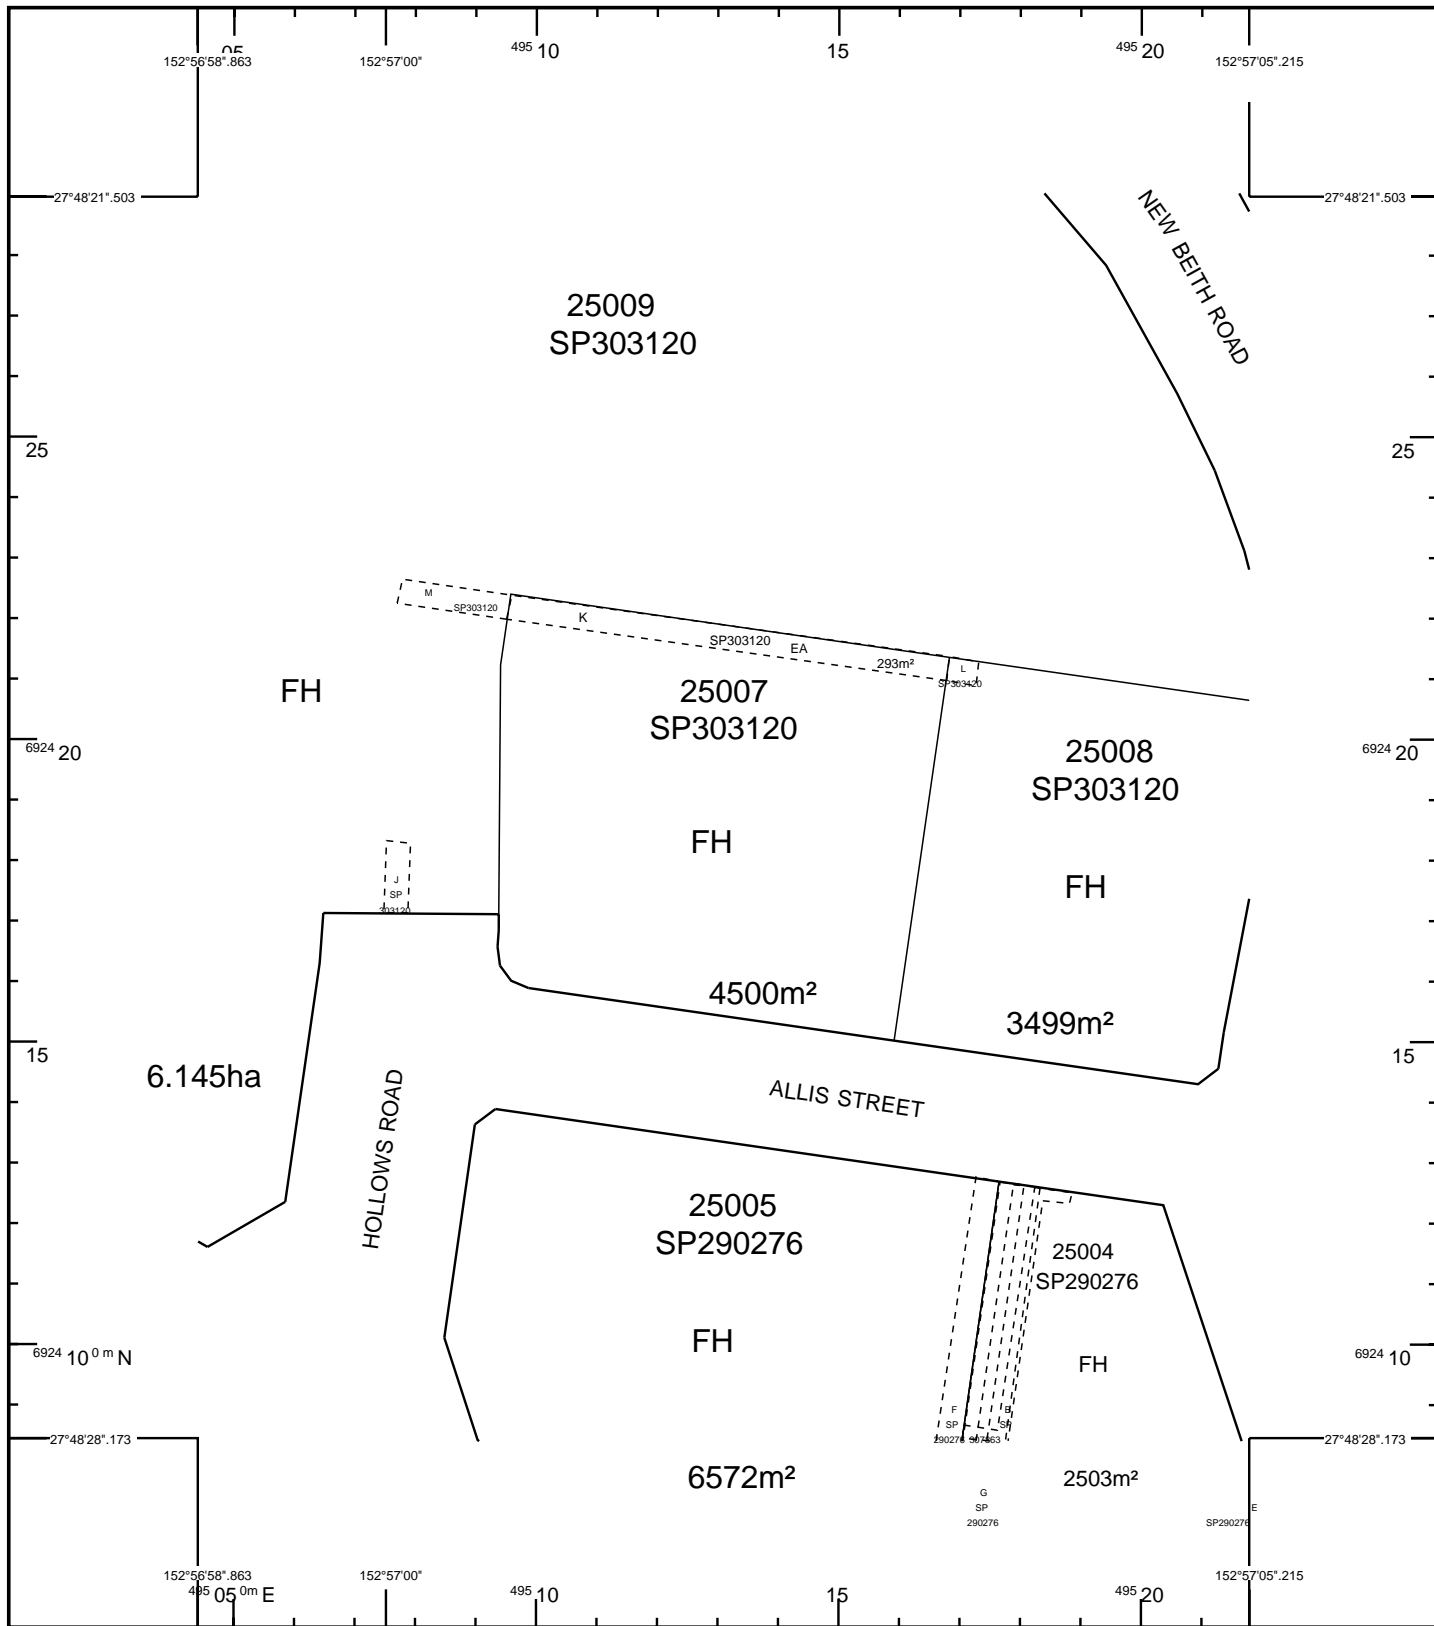 05
495 10
15
495 20
152°56'58".863
152°57'00"
152°57'05".215
27°48'21".503
27°48'21".503
NEW BEITH ROAD
25009
SP303120
25
25
M
SP303120
K
SP303120
EA
293m²
L
SP303120
FH
25007
SP303120
6924 20
6924 20
25008
SP303120
FH
FH
J
SP
303120
4500m²
3499m²
15
15
6.145ha
HOLLOWS ROAD
ALLIS STREET
25005
SP290276
25004
SP290276
FH
FH
6924 10 0 m N
6924 10
F
SP
290276
SP
27°48'28".173
27°48'28".173
6572m²
2503m²
G
SP
290276
E
SP290276
152°56'58".863
152°57'00"
152°57'05".215
495 05 0m E
495 10
15
495 20